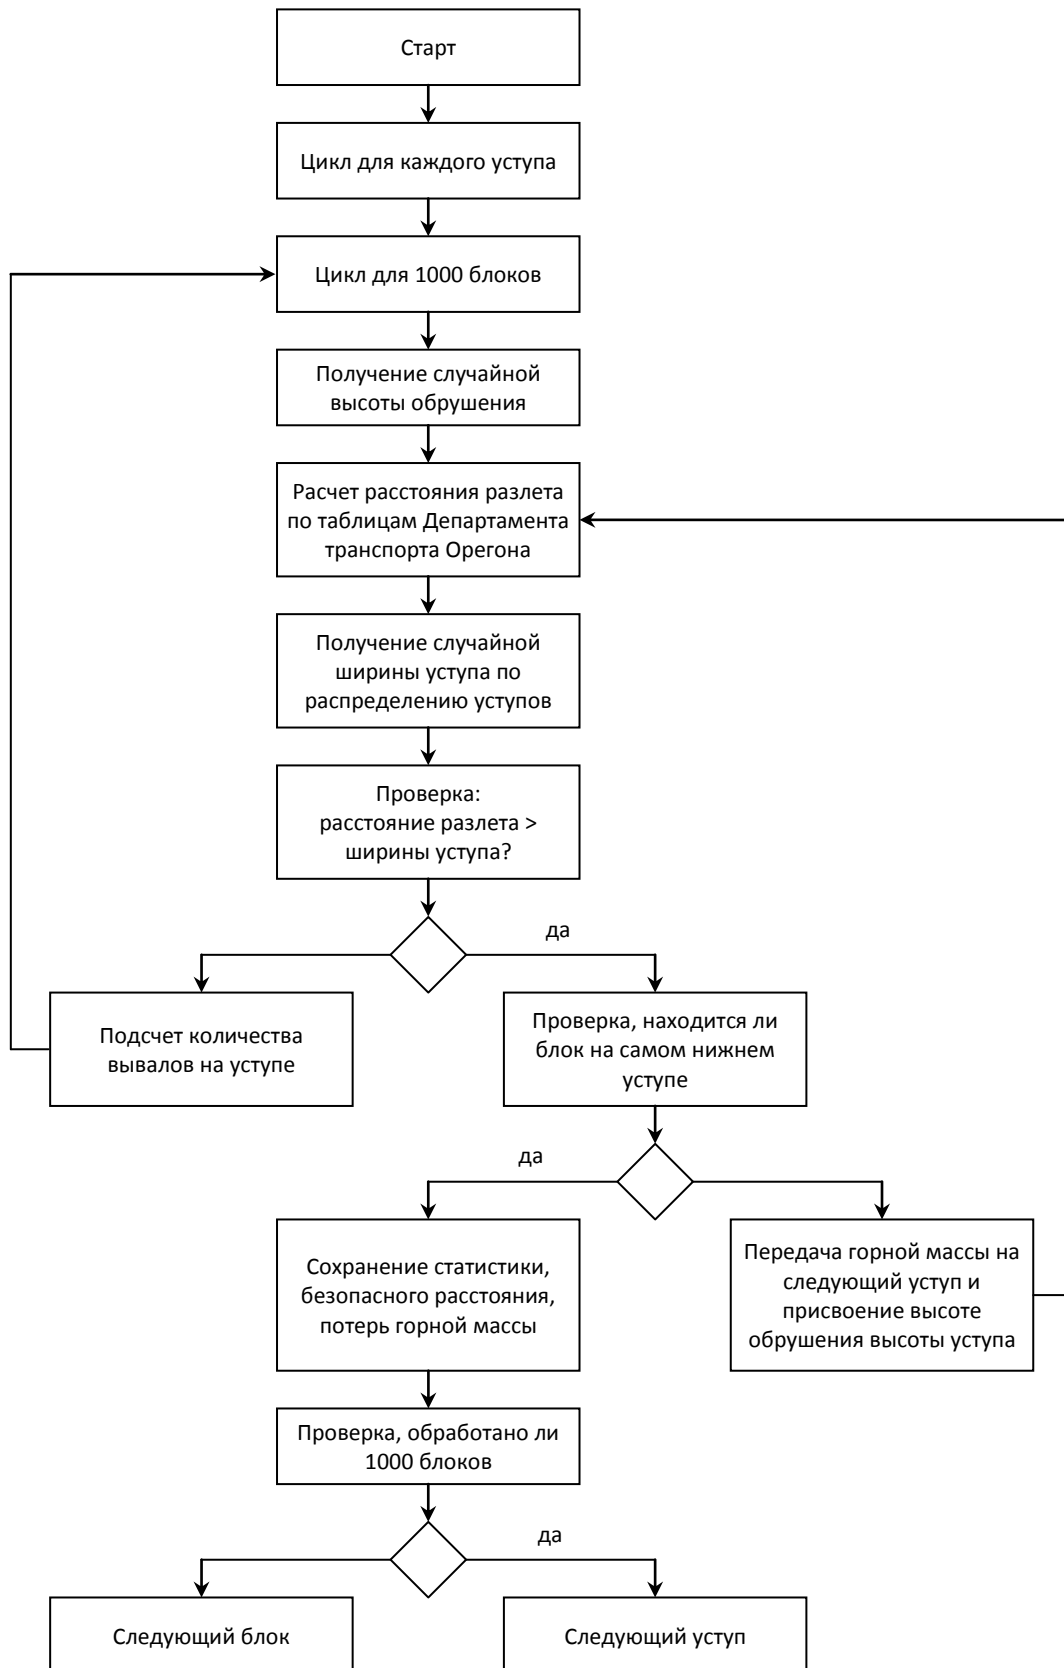 Старт
Цикл для каждого уступа
Цикл для 1000 блоков
Получение случайной
высоты обрушения
Расчет расстояния разлета
по таблицам Департамента
транспорта Орегона
Получение случайной
ширины уступа по
распределению уступов
Проверка:
расстояние разлета >
ширины уступа?
да
Подсчет количества
вывалов на уступе
Проверка, находится ли
блок на самом нижнем
уступе
да
Сохранение статистики,
безопасного расстояния,
потерь горной массы
Передача горной массы на
следующий уступ и
присвоение высоте
обрушения высоты уступа
Проверка, обработано ли
1000 блоков
да
Следующий блок
Следующий уступ